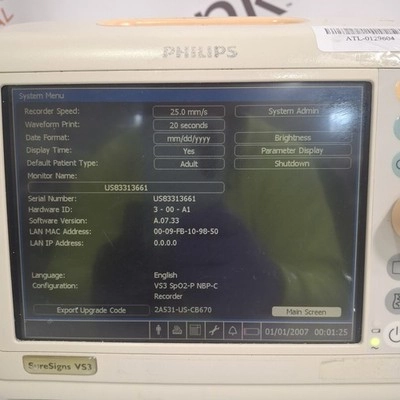 ATL-0129604
PHILIPS
System Menu
Recorder Speed: 25.0 mm/s System Admin
Waveform Print: 20 seconds
Date Format: mm/dd/yyyy Brightness
Display Time: Yes Parameter Display
Default Patient Type: Adult Shutdown
Monitor Name:
US83313661
Serial Number: US83313661
Hardware ID: 3 - 00 - A1
Software Version: A.07.33
LAN MAC Address: 00-09-FB-10-9B-50
LAN IP Address: 0.0.0.0
Language: English
Configuration: VS3 SpO2-P NBP-C
Recorder
Export Upgrade Code 2A531-US-CB670 Main Screen
01/01/2007 00:01:25
SureSigns VS3